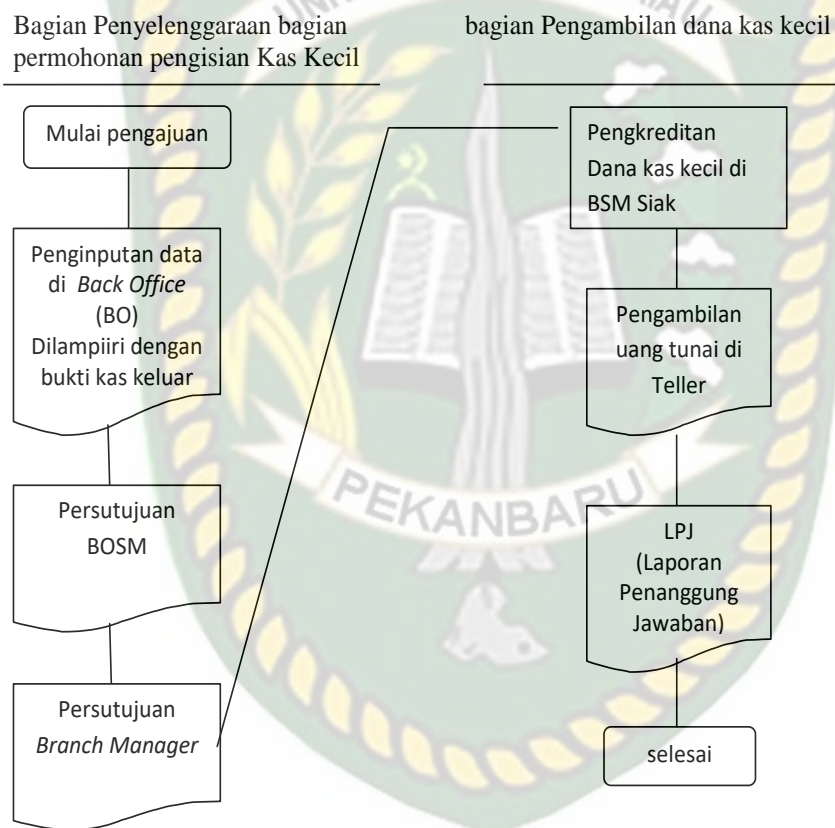 Bagian Penyelenggaraan bagian
permohonan pengisian Kas Kecil
bagian Pengambilan dana kas kecil
Mulai pengajuan
Penginputan data
di Back Office
(BO)
Dilampiiri dengan
bukti kas keluar
Persutujuan
BOSM
Persutujuan
Branch Manager
Pengkreditan
Dana kas kecil di
BSM Siak
Pengambilan
uang tunai di
Teller
LPJ
(Laporan
Penanggung
Jawaban)
selesai
PEKANBARU